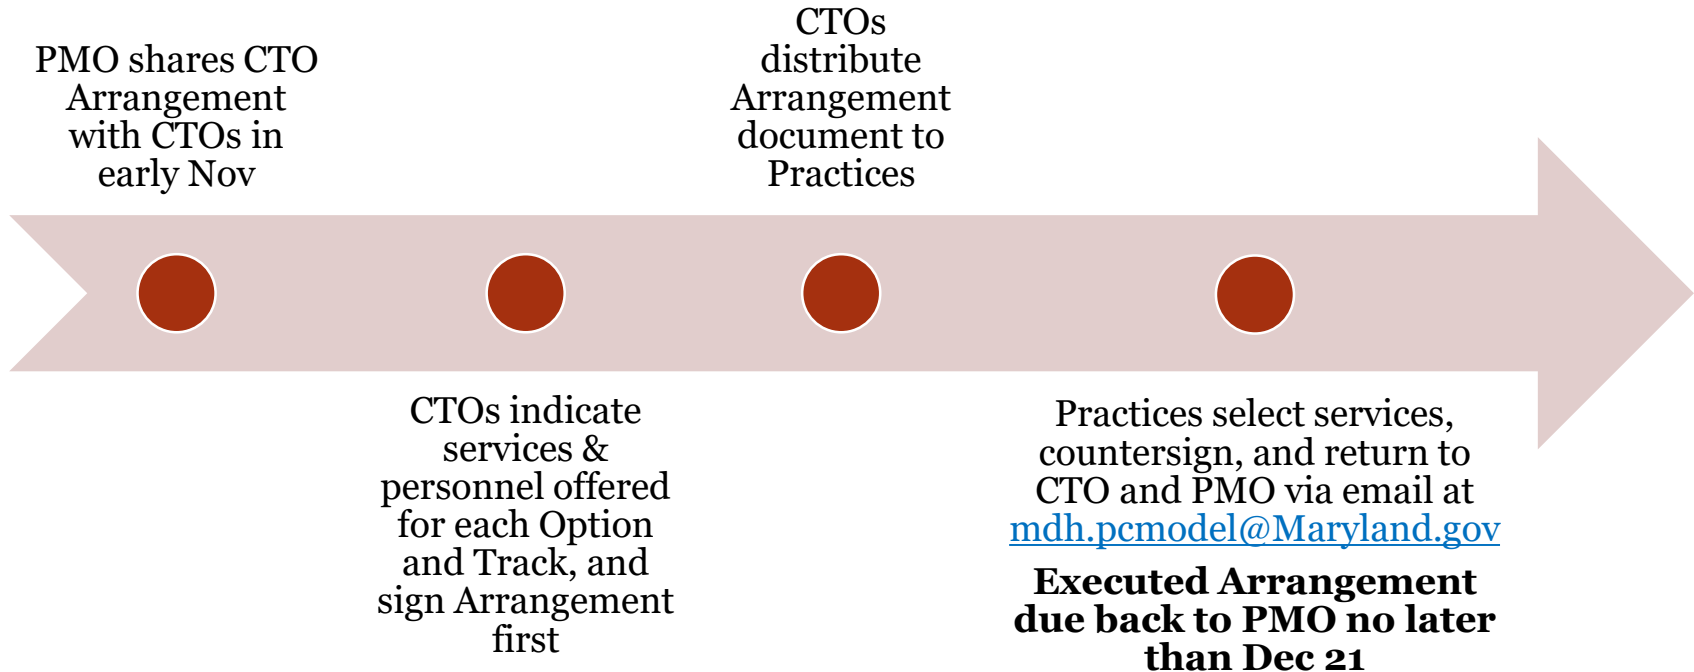 PMO shares CTO
Arrangement
with CTOs in
early Nov
CTOs indicate
services &
personnel offered
for each Option
and Track, and
sign Arrangement
first
CTOs
distribute
Arrangement
document to
Practices
Practices select services,
countersign, and return to
CTO and PMO via email at
mdh.pcmodel@Maryland.gov
Executed Arrangement
due back to PMO no later
than Dec 21